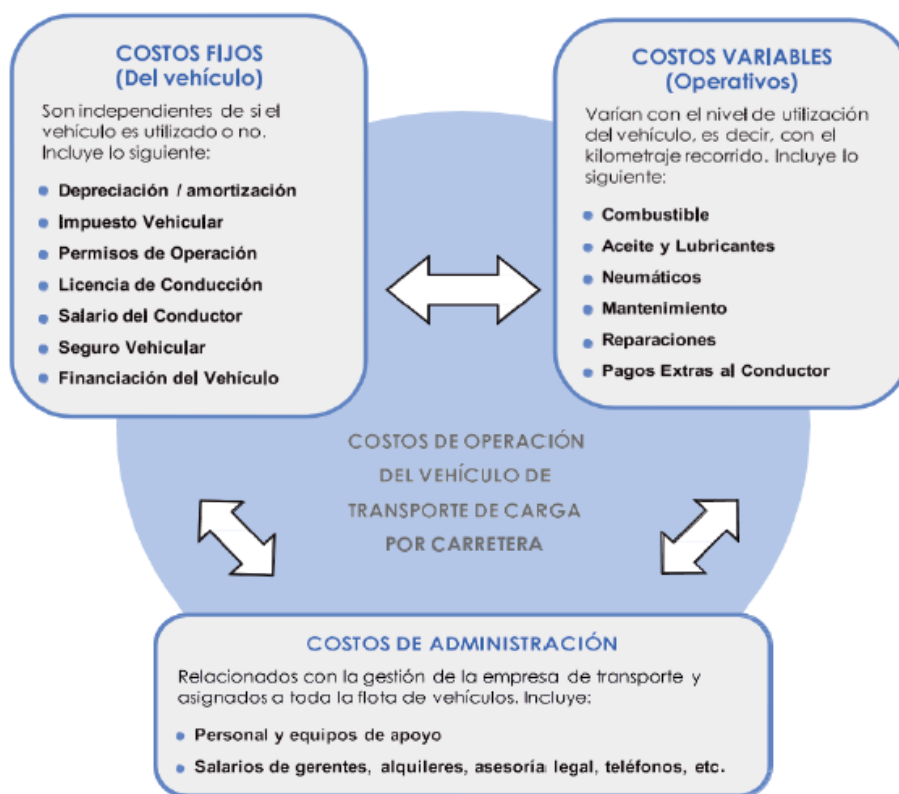 COSTOS FIJOS
(Del vehículo)
Son independientes de si el
vehículo es utilizado o no.
Incluye lo siguiente:
Depreciación / amortización
Impuesto Vehicular
Permisos de Operación
Licencia de Conducción
Salario del Conductor
Seguro Vehicular
Financiación del Vehículo
COSTOS VARIABLES
(Operativos)
Varían con el nivel de utilización
del vehículo, es decir, con el
kilometraje recorrido. Incluye lo
siguiente:
Combustible
Aceite y Lubricantes
Neumáticos
Mantenimiento
Reparaciones
Pagos Extras al Conductor
COSTOS DE OPERACIÓN
DEL VEHÍCULO DE
TRANSPORTE DE CARGA
POR CARRETERA
COSTOS DE ADMINISTRACIÓN
Relacionados con la gestión de la empresa de transporte y
asignados a toda la flota de vehículos. Incluye:
Personal y equipos de apoyo
Salarios de gerentes, alquileres, asesoría legal, teléfonos, etc.